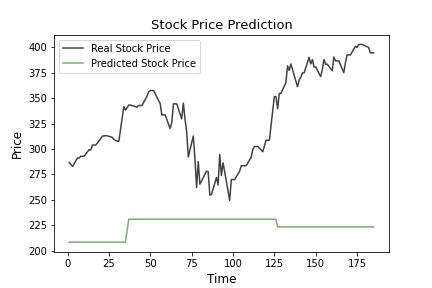 Stock Price Prediction
Real Stock Price
Predicted Stock Price
400
375
350
325
300
275
250
225
200
Price
0 25 50 75 100 125 150 175
Time